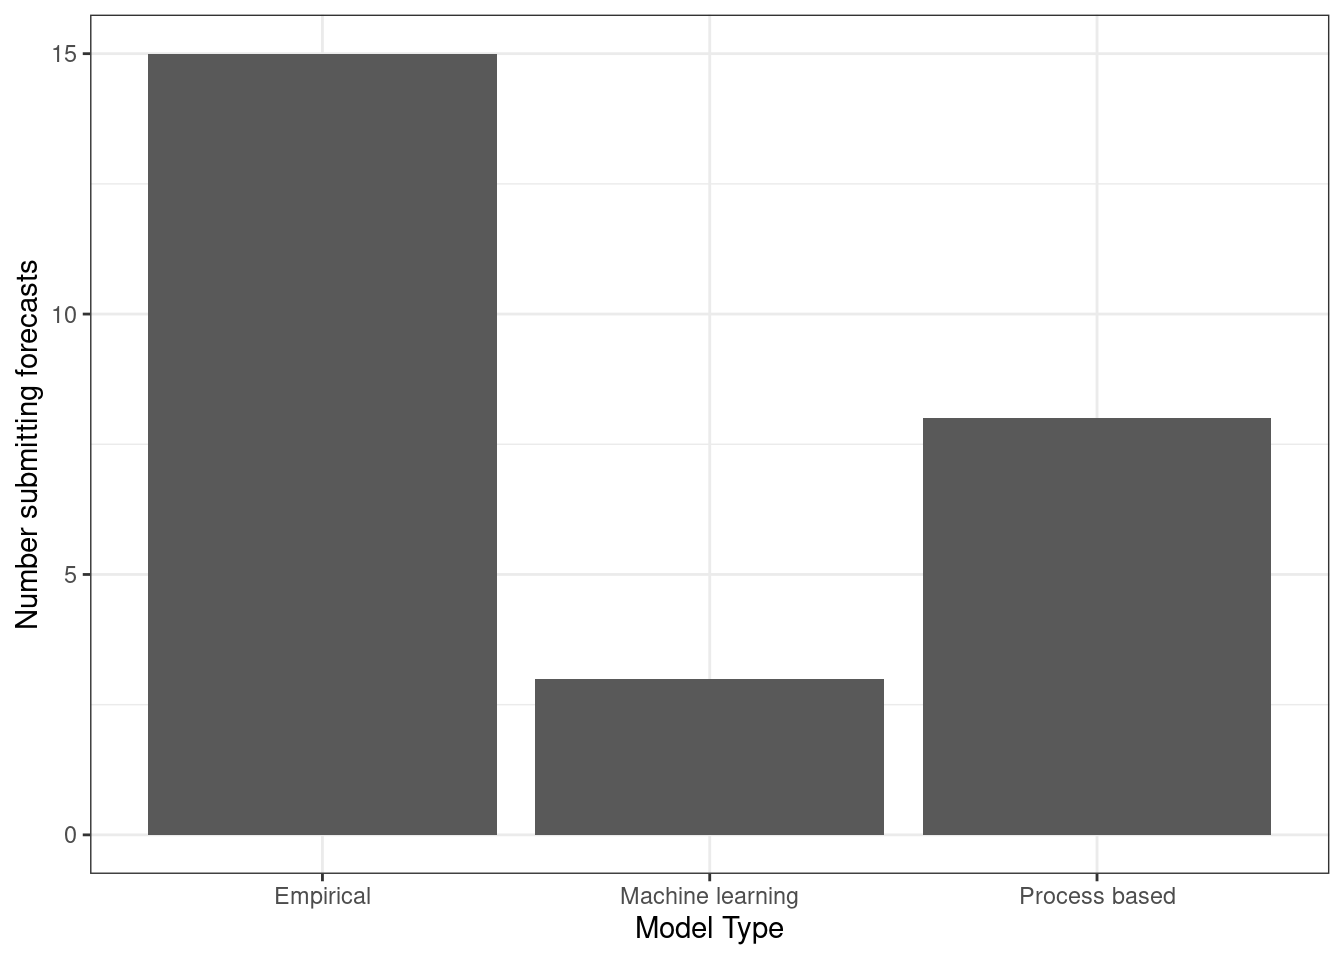 Number submitting forecasts
15
10
5
0
Empirical
Machine learning
Process based
Model Type